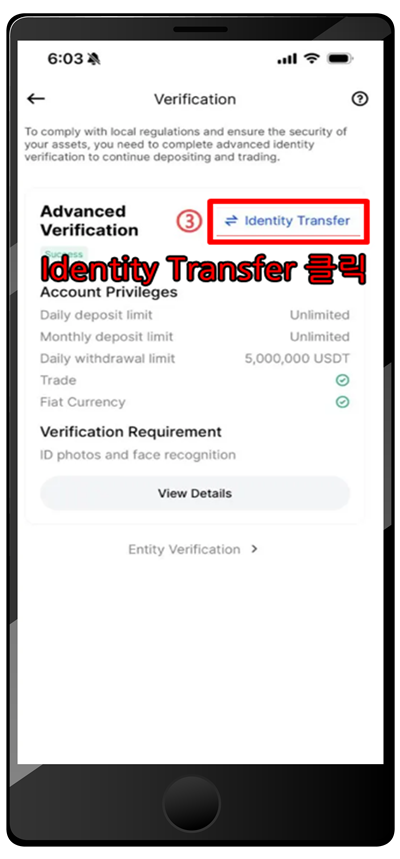 6:03
Verification
To comply with local regulations and ensure the security of
your assets, you need to complete advanced identity
verification to continue depositing and trading.
Advanced
Verification
③
Identity Transfer
Success
Identity Transfer 클릭
Account Privileges
Daily deposit limit Unlimited
Monthly deposit limit Unlimited
Daily withdrawal limit 5,000,000 USDT
Trade
Fiat Currency
Verification Requirement
ID photos and face recognition
View Details
Entity Verification >